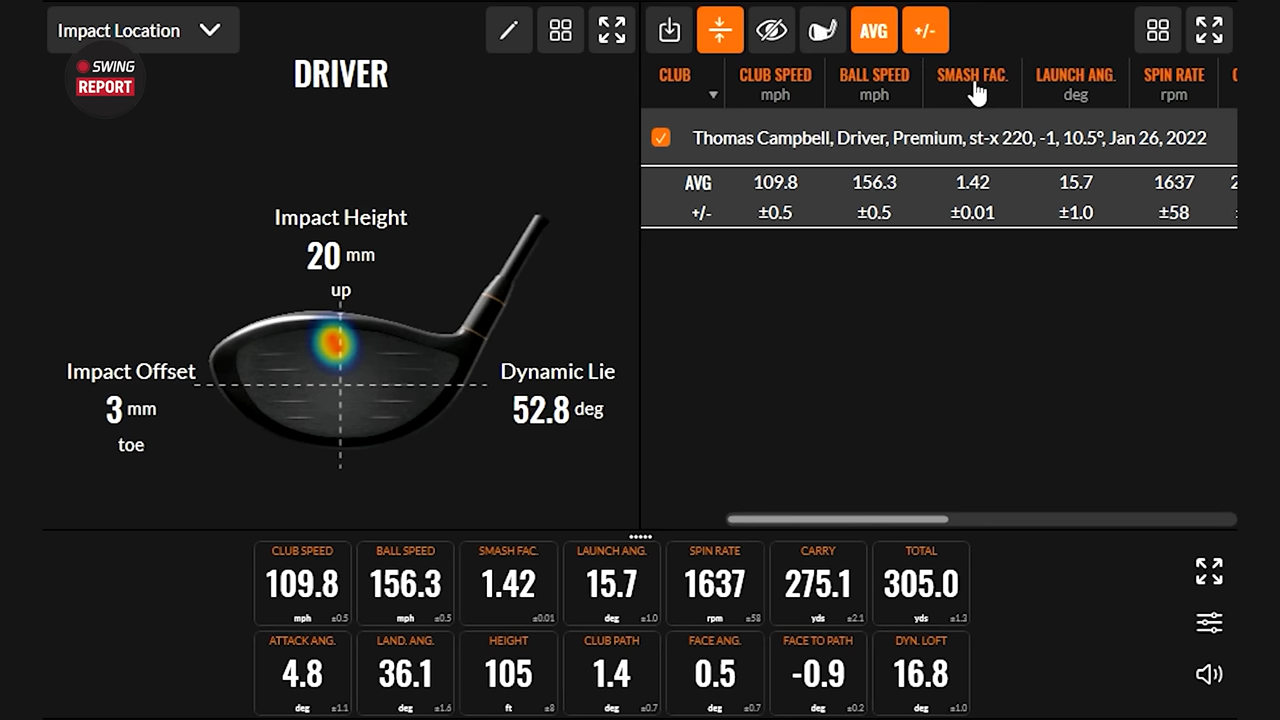 Impact Location
SWING
REPORT
DRIVER
Impact Height
20 mm
up
Impact Offset
3 mm
toe
Dynamic Lie
52.8 deg
AVG +/-
CLUB CLUB SPEED BALL SPEED SMASH FAC. LAUNCH ANG. SPIN RATE
mph mph deg rpm
Thomas Campbell, Driver, Premium, st-x 220, -1, 10.5°, Jan 26, 2022
AVG 109.8 156.3 1.42 15.7 1637 2
+/- ±0.5 ±0.5 ±0.01 ±1.0 ±58
CLUB SPEED BALL SPEED SMASH FAC. LAUNCH ANG. SPIN RATE CARRY TOTAL
109.8 156.3 1.42 15.7 1637 275.1 305.0
mph ±0.5 mph ±0.5 ±0.01 deg ±1.0 rpm ±58 yds ±2.1 yds ±1.3
ATTACK ANG. LAND. ANG. HEIGHT CLUB PATH FACE ANG. FACE TO PATH DYN. LOFT
4.8 36.1 105 1.4 0.5 -0.9 16.8
deg ±1.1 deg ±1.6 ft ±8 deg ±0.7 deg ±0.7 deg ±0.2 deg ±1.0